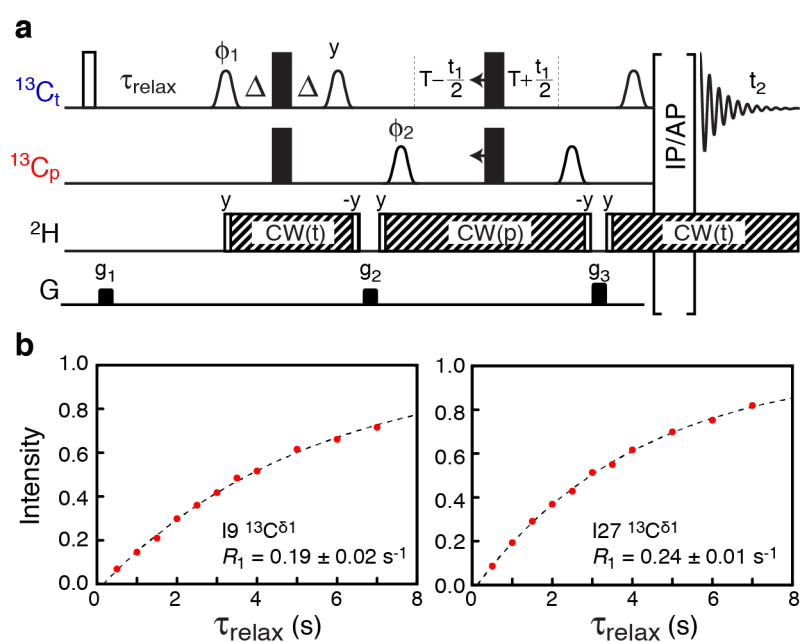 a
ϕ1 y
13Ct τrelax Δ Δ T−t1/2 T+t1/2 t2
13Cp ϕ2 IP/AP
y -y y -y y
2H CW(t) CW(p) CW(t)
G g1 g2 g3
b
1.0 1.0
0.8 0.8
0.6 0.6
0.4 0.4
0.2 0.2
0.0 0.0
Intensity
I9 13Cδ1
R1 = 0.19 ± 0.02 s-1
I27 13Cδ1
R1 = 0.24 ± 0.01 s-1
0 2 4 6 8 0 2 4 6 8
τrelax (s) τrelax (s)